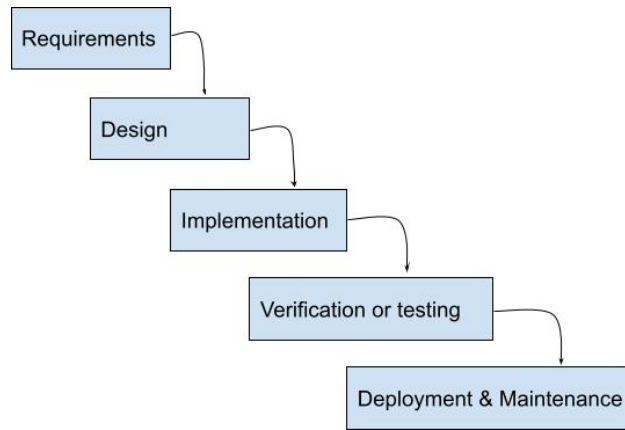 Requirements
Design
Implementation
Verification or testing
Deployment & Maintenance